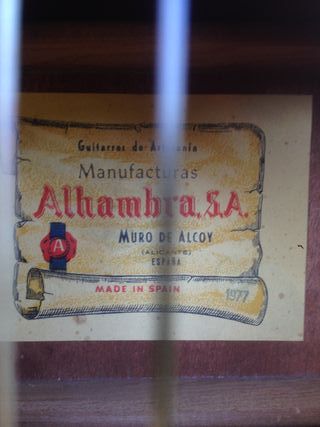 Guitarras de Artesanía
Manufacturas
Alhambra, S.A.
A
MURO DE ALCOY
(ALICANTE)
ESPAÑA
MADE IN SPAIN
1977